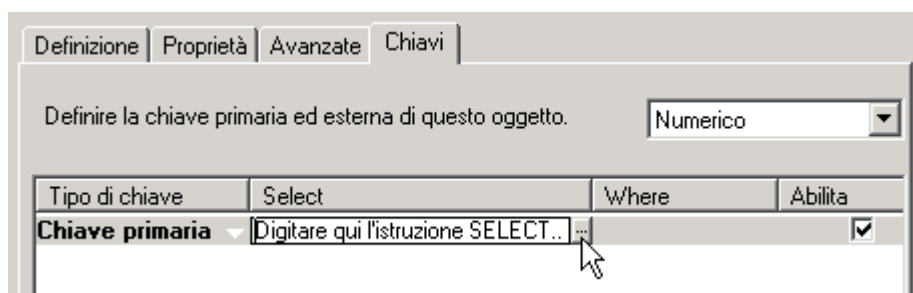 Definizione Proprietà Avanzate Chiavi
Definire la chiave primaria ed esterna di questo oggetto. Numerico
Tipo di chiave Select Where Abilita
Chiave primaria Digitare qui l'istruzione SELECT.. ...